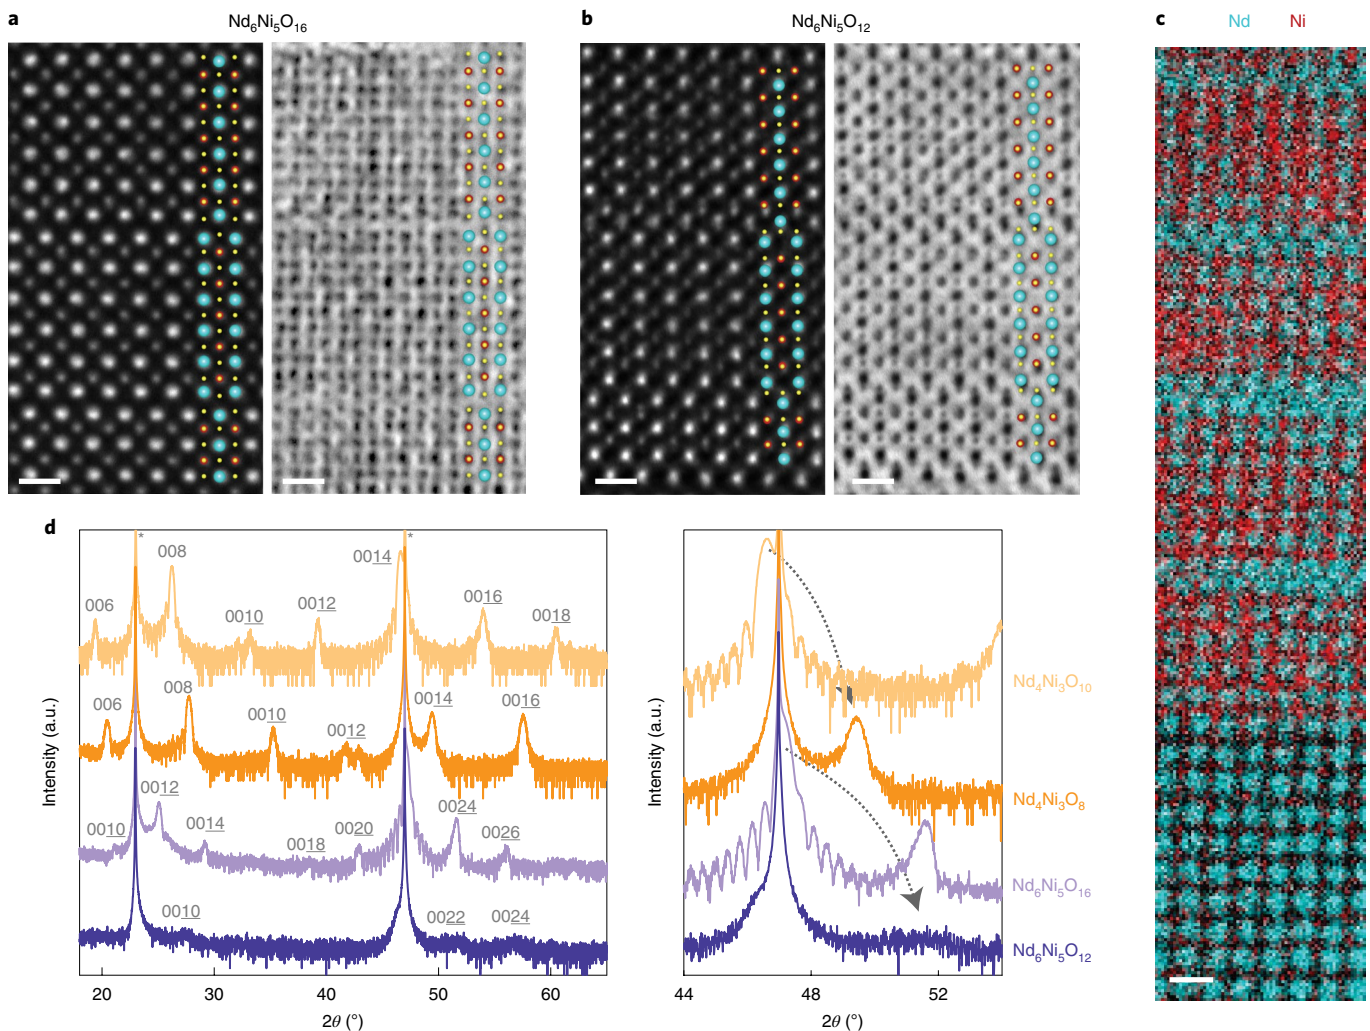 a
Nd₆Ni₅O₁₆
b
Nd₆Ni₅O₁₂
c
Nd Ni
d
Intensity (a.u.)
006
*
008
0010
0012
0014
*
0016
0018
006
008
0010
0012
0014
0016
0010
0012
0014
0018
0020
0024
0026
0010
0022
0024
20 30 40 50 60
2θ (°)
Intensity (a.u.)
Nd₄Ni₃O₁₀
Nd₄Ni₃O₈
Nd₆Ni₅O₁₆
Nd₆Ni₅O₁₂
44 48 52
2θ (°)